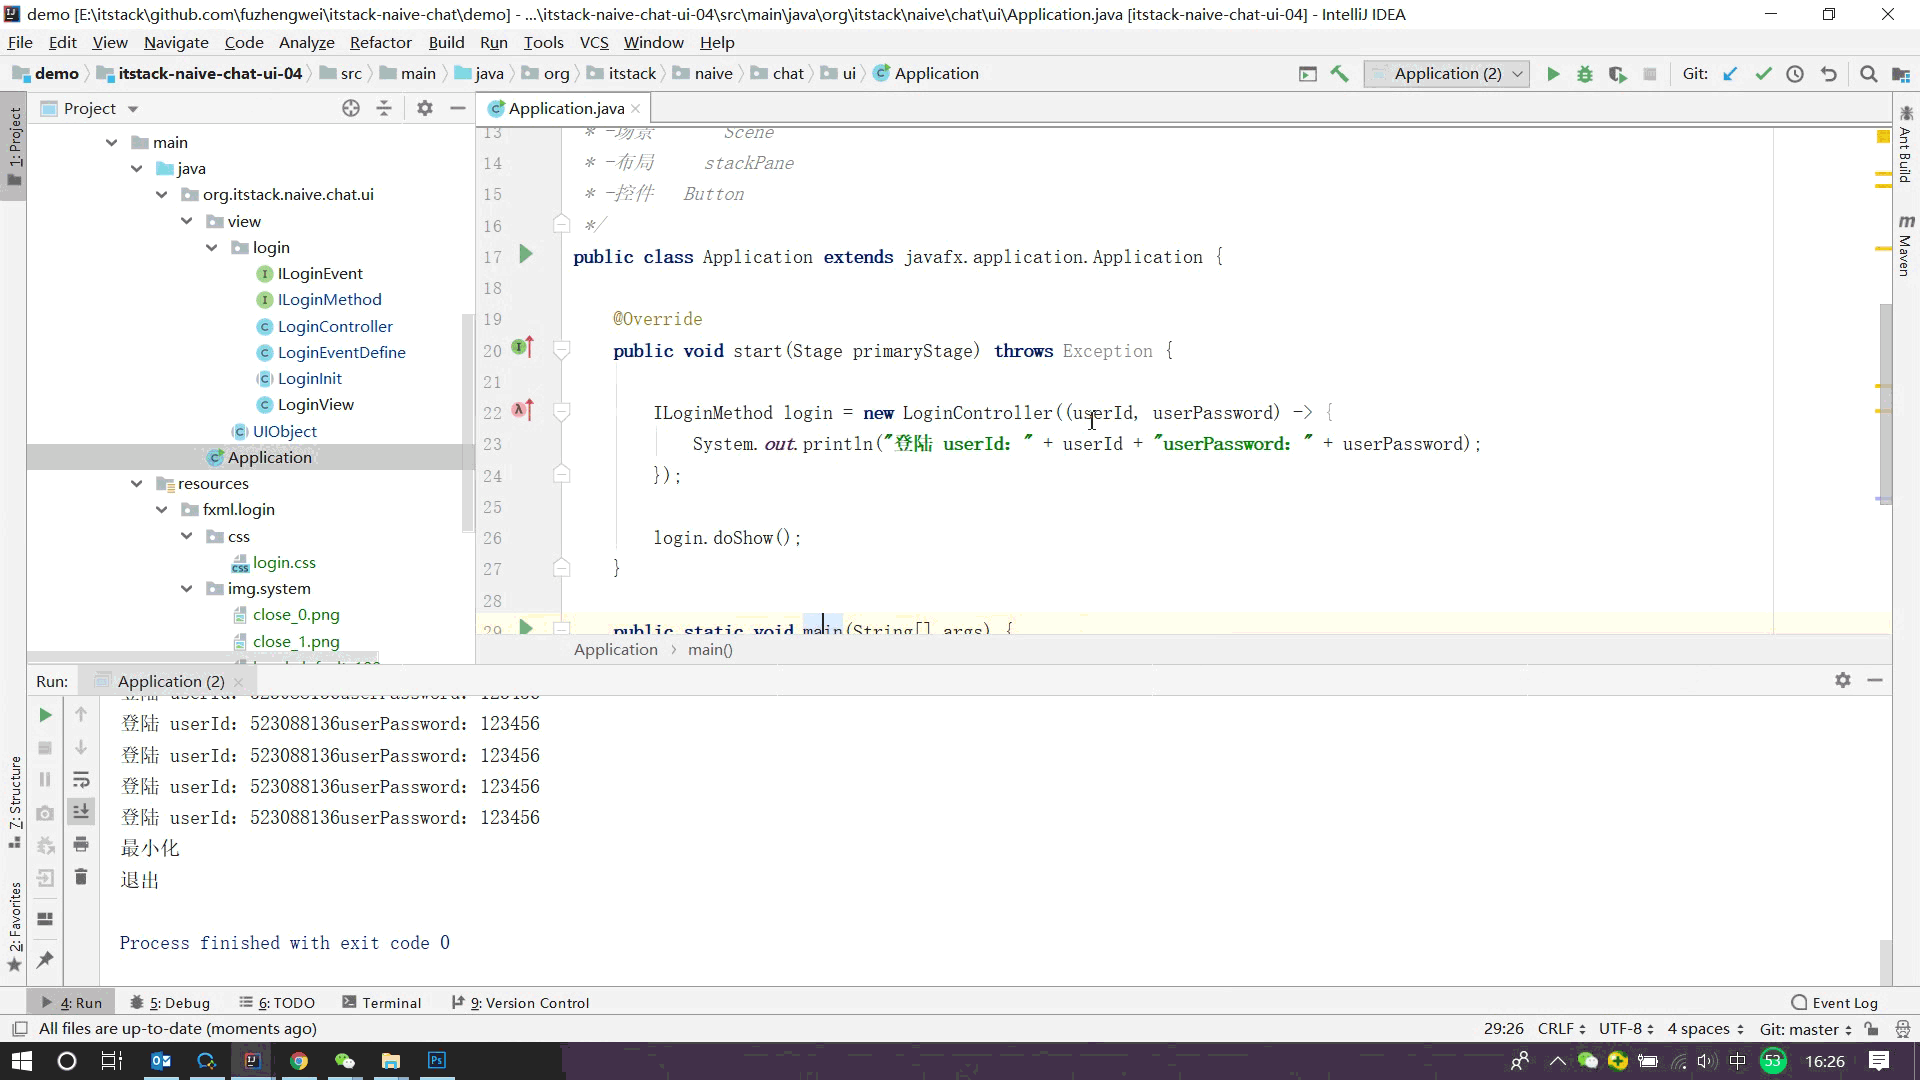 demo [E:\itstack\github.com\fuzhengwei\itstack-naive-chat\demo] - ...\itstack-naive-chat-ui-04\src\main\java\org\itstack\naive\chat\ui\Application.java [itstack-naive-chat-ui-04] - IntelliJ IDEA
File Edit View Navigate Code Analyze Refactor Build Run Tools VCS Window Help
demo itstack-naive-chat-ui-04 src main java org itstack naive chat ui Application Application (2) Git:
1: Project
Project
main
java
org.itstack.naive.chat.ui
view
login
ILoginEvent
ILoginMethod
LoginController
LoginEventDefine
LoginInit
LoginView
UIObject
Application
resources
fxml.login
css
login.css
img.system
close_0.png
close_1.png
Application.java
13 * -场景 Scene
14 * -布局 stackPane
15 * -控件 Button
16 */
17 public class Application extends javafx.application.Application {
18
19 @Override
20 public void start(Stage primaryStage) throws Exception {
21
22 ILoginMethod login = new LoginController((userId, userPassword) -> {
23 System.out.println("登陆 userId: " + userId + "userPassword: " + userPassword);
24 });
25
26 login.doShow();
27 }
28
29 public static void main(String[] args) {
Application > main()
Ant Build
m Maven
Run: Application (2)
登陆 userId: 523088136userPassword: 123456
登陆 userId: 523088136userPassword: 123456
登陆 userId: 523088136userPassword: 123456
登陆 userId: 523088136userPassword: 123456
登陆 userId: 523088136userPassword: 123456
最小化
退出
Process finished with exit code 0
7: Structure
2: Favorites
4: Run 5: Debug 6: TODO Terminal 9: Version Control Event Log
All files are up-to-date (moments ago) 29:26 CRLF UTF-8 4 spaces Git: master
中 53 16:26